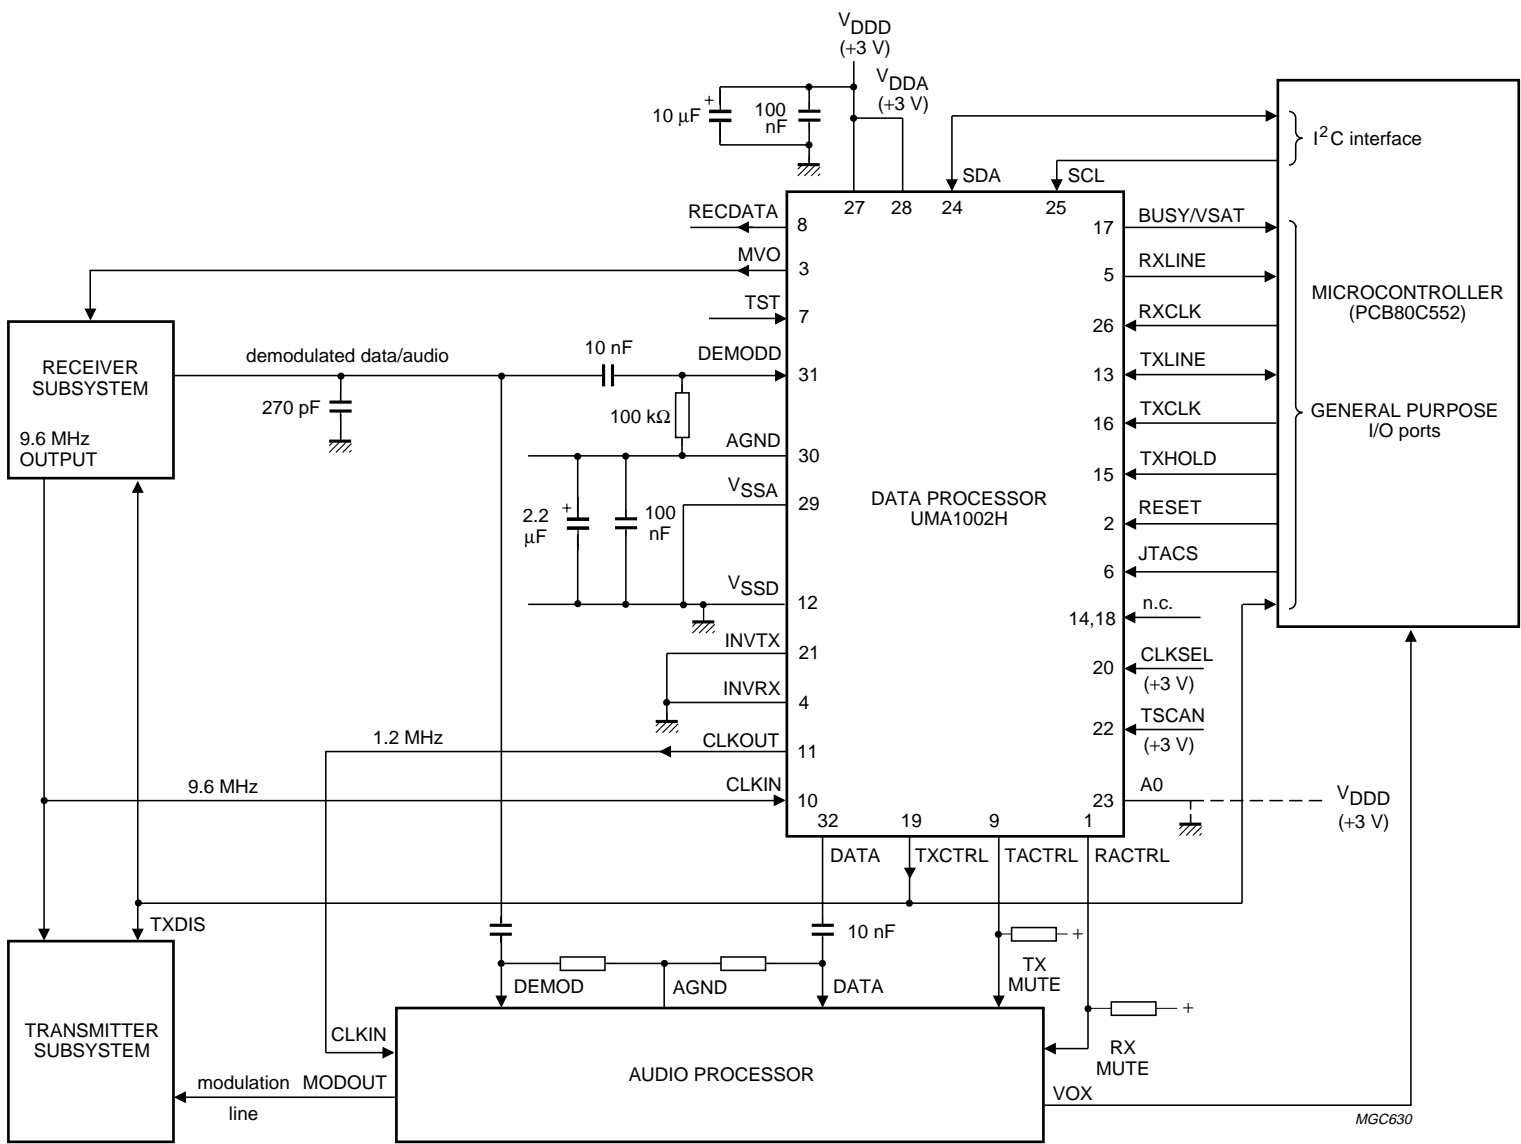 VDDD
(+3 V)
VDDA
(+3 V)
10 μF
+
100
nF
I2C interface
SDA
SCL
27
28
24
25
RECDATA
8
17
BUSY/VSAT
MVO
3
5
RXLINE
TST
7
26
RXCLK
MICROCONTROLLER
(PCB80C552)
RECEIVER
SUBSYSTEM
9.6 MHz
OUTPUT
demodulated data/audio
10 nF
DEMODD
31
13
TXLINE
270 pF
100 kΩ
16
TXCLK
GENERAL PURPOSE
I/O ports
AGND
30
15
TXHOLD
VSSA
29
DATA PROCESSOR
UMA1002H
2
RESET
2.2
μF
+
100
nF
6
JTACS
VSSD
12
14,18
n.c.
INVTX
21
20
CLKSEL
(+3 V)
INVRX
4
22
TSCAN
(+3 V)
1.2 MHz
CLKOUT
11
9.6 MHz
CLKIN
10
23
A0
VDDD
(+3 V)
32
19
9
1
DATA
TXCTRL
TACTRL
RACTRL
TXDIS
10 nF
+
TX
MUTE
DEMOD
AGND
DATA
+
RX
MUTE
TRANSMITTER
SUBSYSTEM
CLKIN
AUDIO PROCESSOR
modulation
line
MODOUT
VOX
MGC630